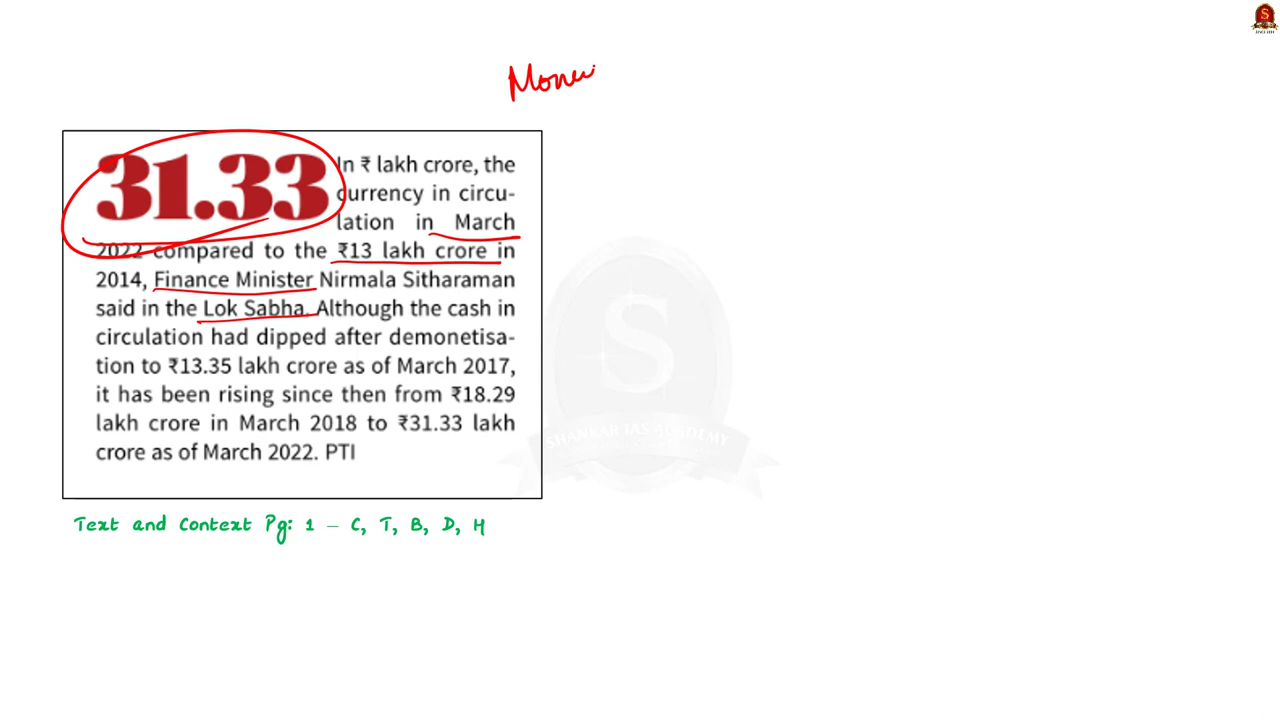 Mone
31.33 In ₹ lakh crore, the
currency in circu-
lation in March
2022 compared to the ₹13 lakh crore in
2014, Finance Minister Nirmala Sitharaman
said in the Lok Sabha. Although the cash in
circulation had dipped after demonetisa-
tion to ₹13.35 lakh crore as of March 2017,
it has been rising since then from ₹18.29
lakh crore in March 2018 to ₹31.33 lakh
crore as of March 2022. PTI
SHANKAR IAS ACADEMY
Text and Context Pg: 1 – C, T, B, D, H